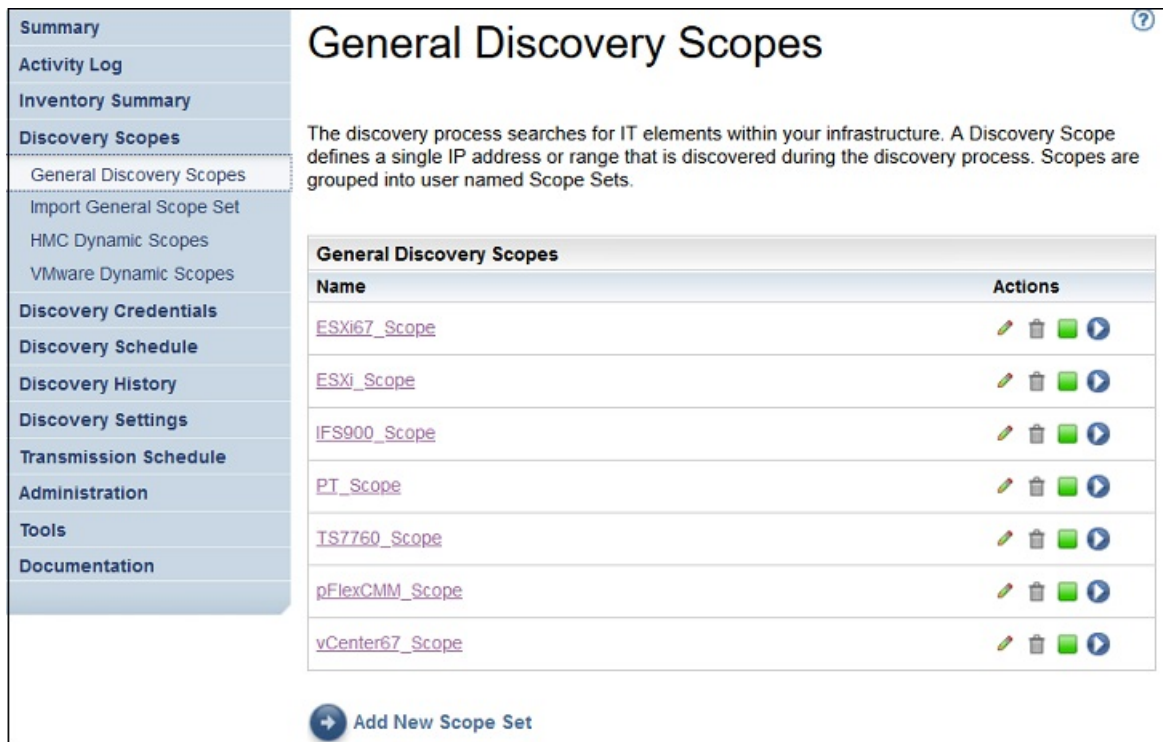 Summary
Activity Log
Inventory Summary
Discovery Scopes
General Discovery Scopes
Import General Scope Set
HMC Dynamic Scopes
VMware Dynamic Scopes
Discovery Credentials
Discovery Schedule
Discovery History
Discovery Settings
Transmission Schedule
Administration
Tools
Documentation
?
General Discovery Scopes
The discovery process searches for IT elements within your infrastructure. A Discovery Scope
defines a single IP address or range that is discovered during the discovery process. Scopes are
grouped into user named Scope Sets.
General Discovery Scopes
Name Actions
ESXi67_Scope
ESXi_Scope
IFS900_Scope
PT_Scope
TS7760_Scope
pFlexCMM_Scope
vCenter67_Scope
Add New Scope Set